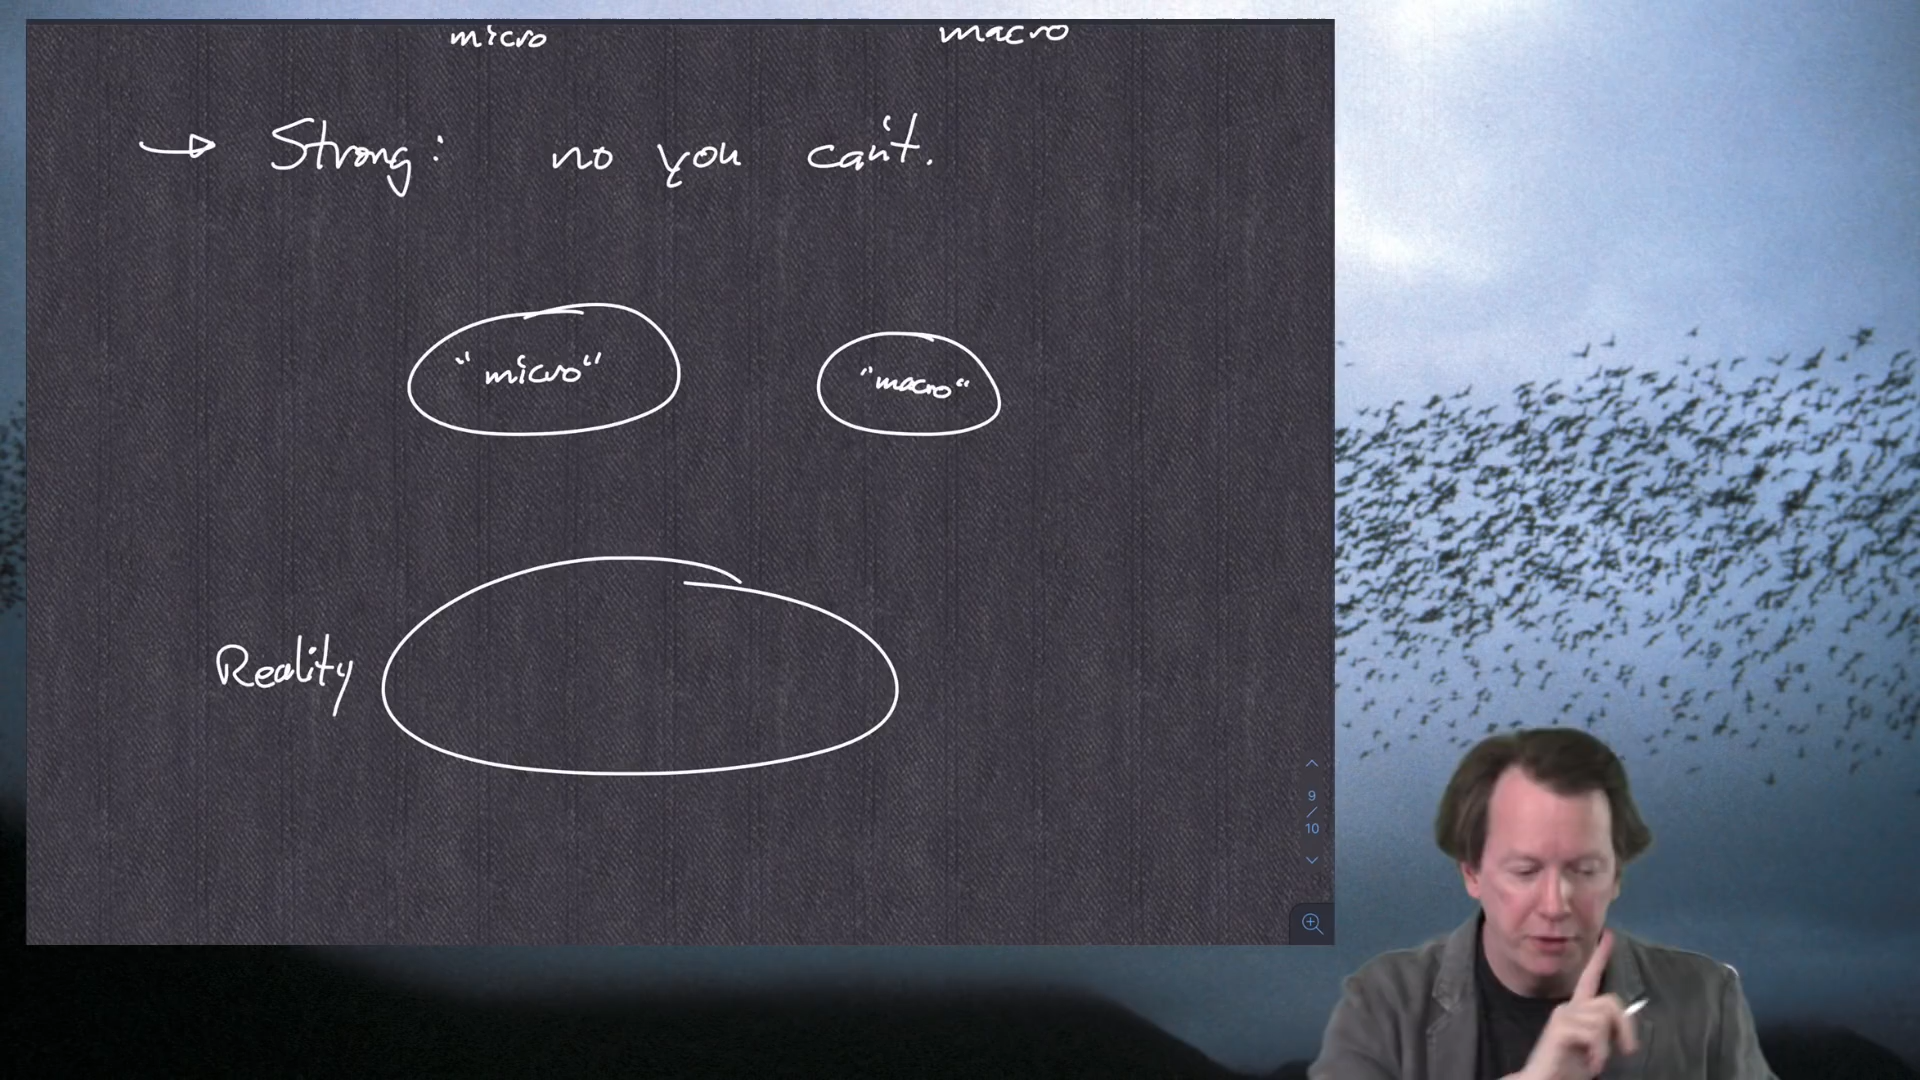 micro macro
Strong: no you can't.
"micro" "macro"
Reality
9
/
10